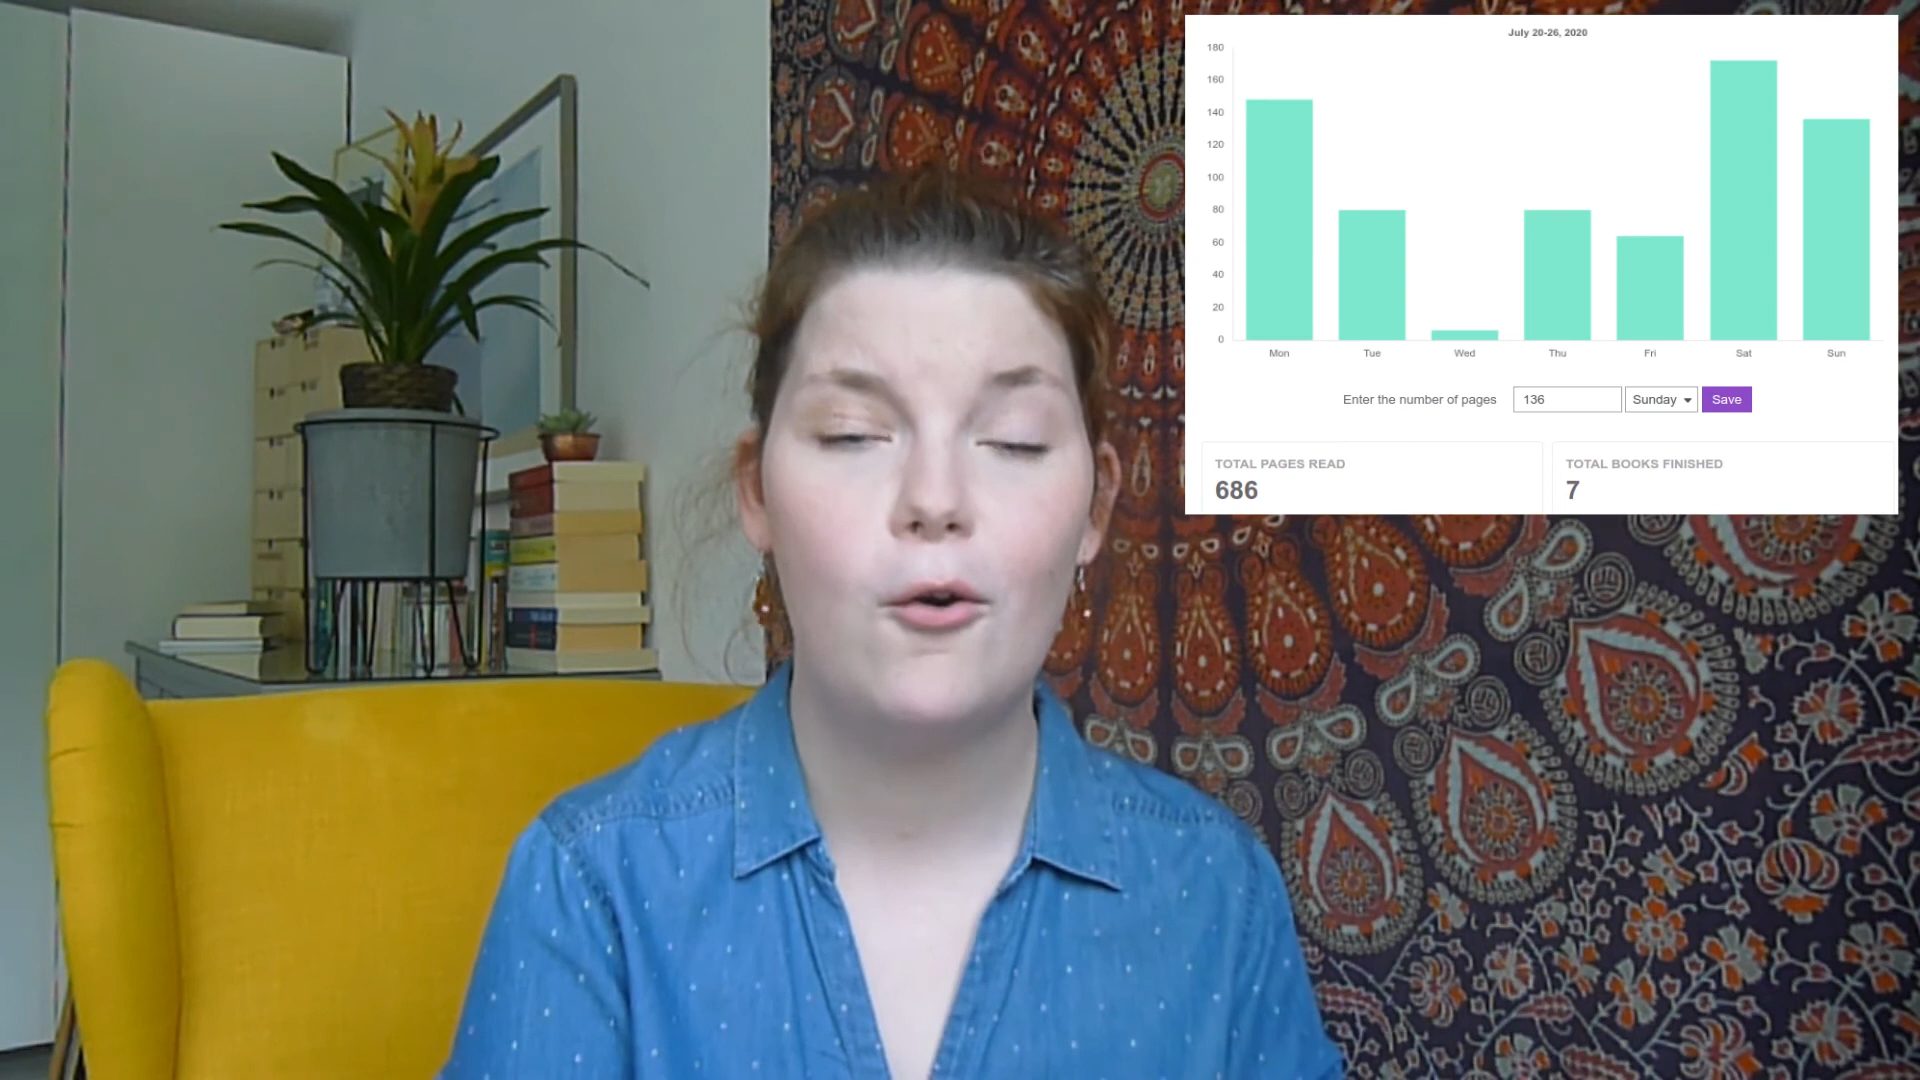 July 20-26, 2020
180
160
140
120
100
80
60
40
20
0
Mon Tue Wed Thu Fri Sat Sun
Enter the number of pages 136 Sunday Save
TOTAL PAGES READ TOTAL BOOKS FINISHED
686 7